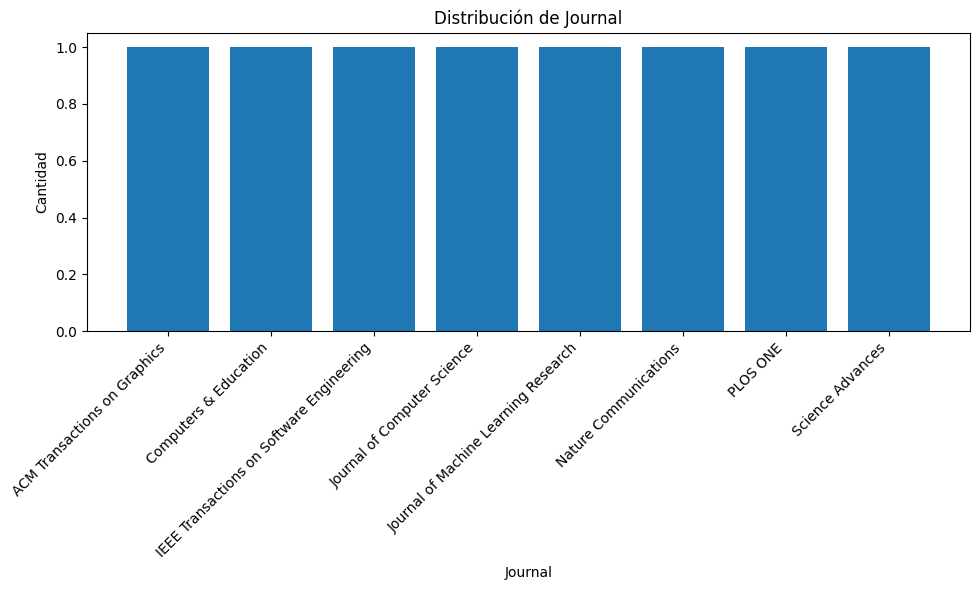 Distribución de Journal
Cantidad
1.0
0.8
0.6
0.4
0.2
0.0
ACM Transactions on Graphics
Computers & Education
IEEE Transactions on Software Engineering
Journal of Computer Science
Journal of Machine Learning Research
Nature Communications
PLOS ONE
Science Advances
Journal